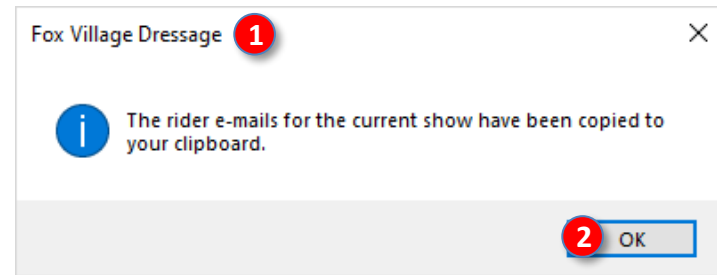 Fox Village Dressage 1
The rider e-mails for the current show have been copied to
your clipboard.
2 OK